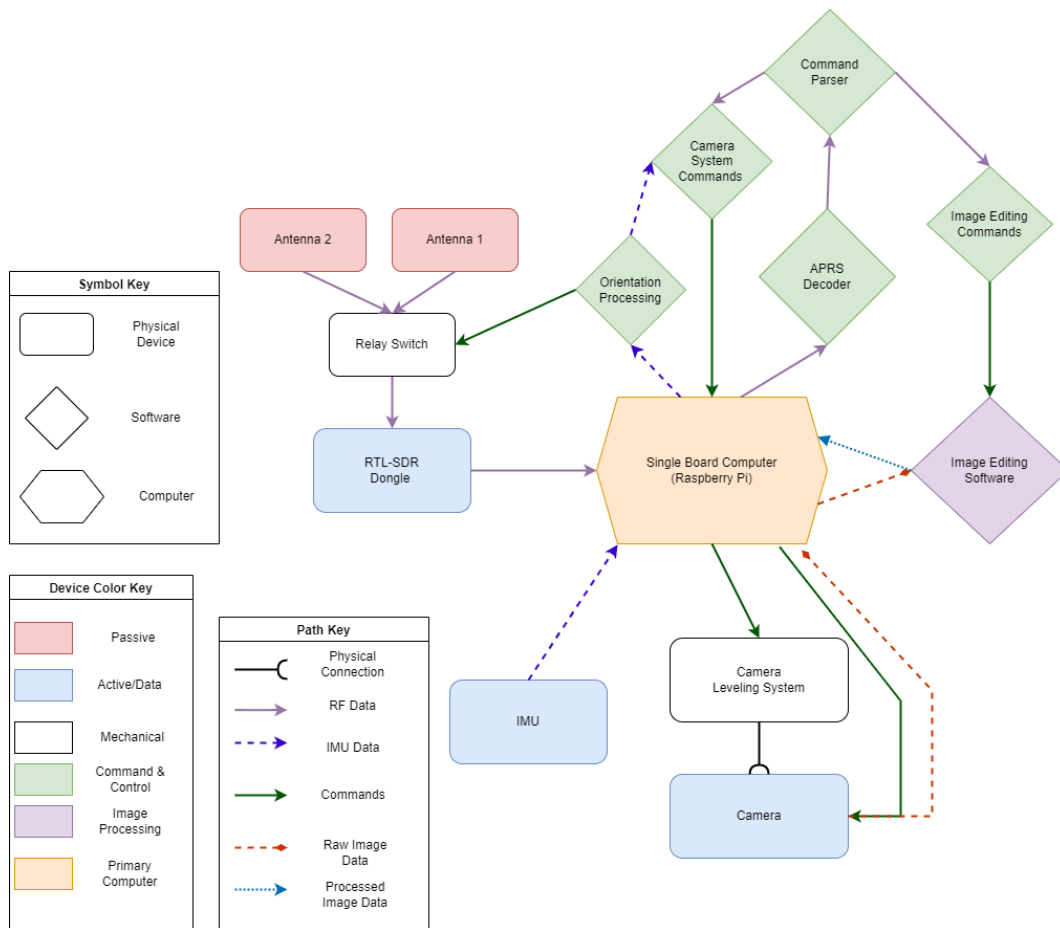 Command
Parser
Camera
System
Commands
Image Editing
Commands
Antenna 2
Antenna 1
Orientation
Processing
APRS
Decoder
Symbol Key
Physical
Device
Software
Computer
Relay Switch
RTL-SDR
Dongle
Single Board Computer
(Raspberry Pi)
Image Editing
Software
Device Color Key
Passive
Active/Data
Mechanical
Command &
Control
Image
Processing
Primary
Computer
Path Key
Physical
Connection
RF Data
IMU Data
Commands
Raw Image
Data
Processed
Image Data
IMU
Camera
Leveling System
Camera